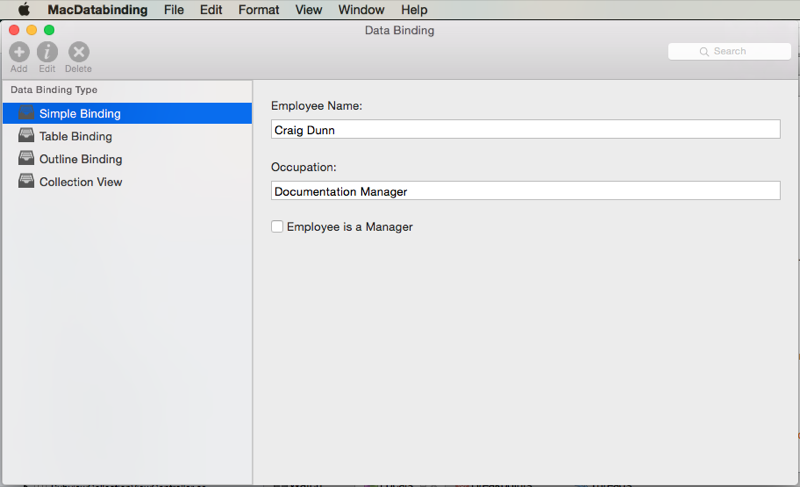 MacDatabinding File Edit Format View Window Help
Data Binding
Add Edit Delete
Search
Data Binding Type
Simple Binding
Table Binding
Outline Binding
Collection View
Employee Name:
Craig Dunn
Occupation:
Documentation Manager
Employee is a Manager